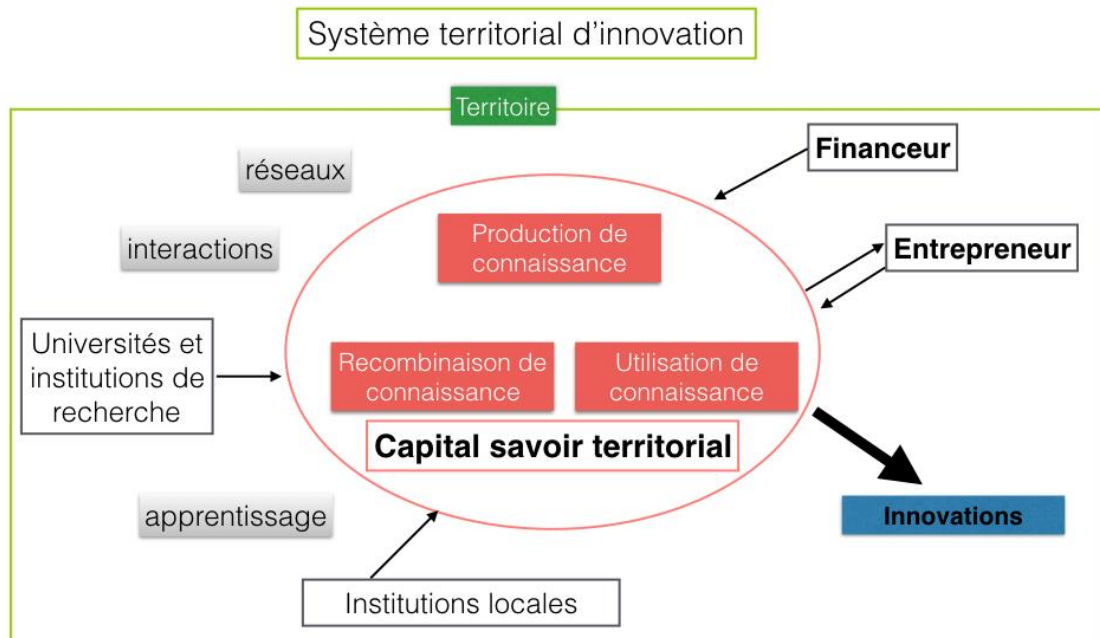 Système territorial d’innovation
Territoire
Financeur
réseaux
Production de
connaissance
interactions
Entrepreneur
Universités et
institutions de
recherche
Recombinaison de
connaissance
Utilisation de
connaissance
Capital savoir territorial
apprentissage
Innovations
Institutions locales